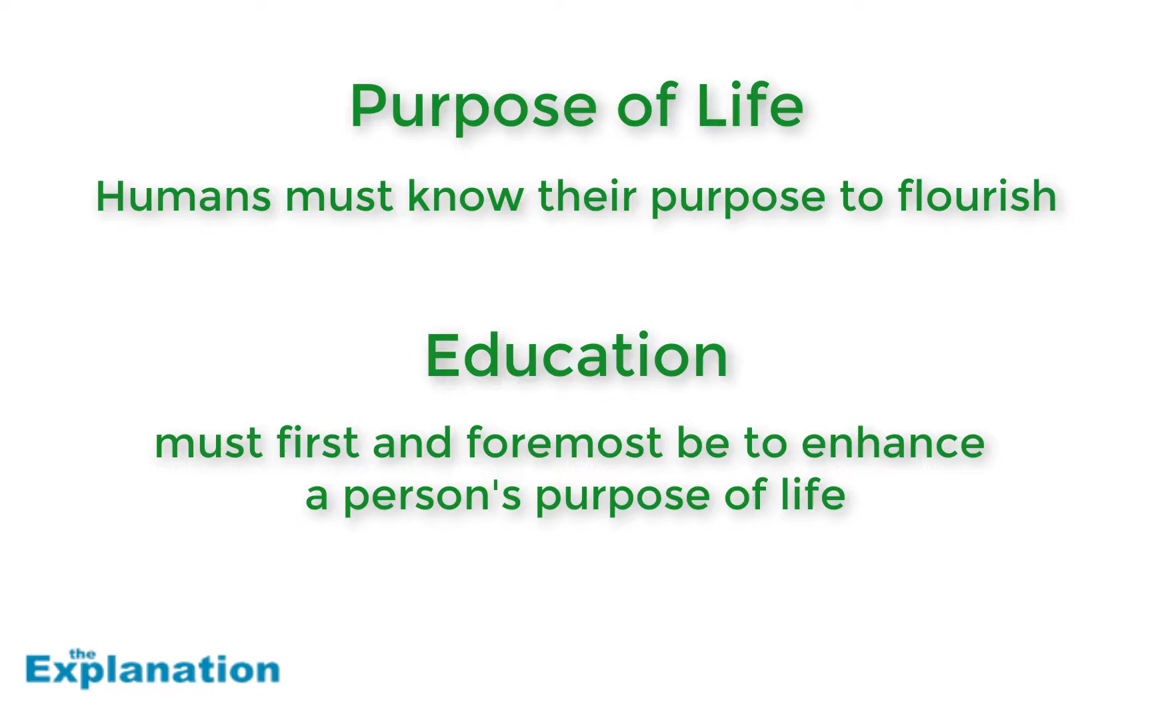 Purpose of Life
Humans must know their purpose to flourish
Education
must first and foremost be to enhance
a person's purpose of life
the
Explanation